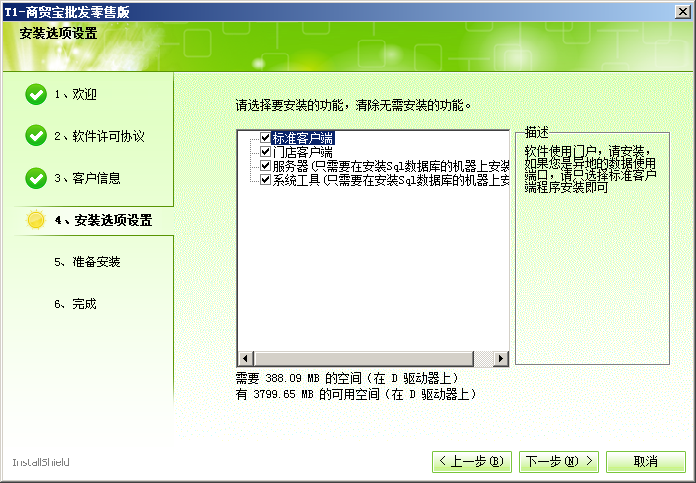 T1-商贸宝批发零售版
安装选项设置
1、欢迎
2、软件许可协议
3、客户信息
4、安装选项设置
5、准备安装
6、完成
请选择要安装的功能，清除无需安装的功能。
标准客户端
门店客户端
服务器(只需要在安装Sql数据库的机器上安装
系统工具(只需要在安装Sql数据库的机器上安
描述
软件使用门户，请安装，
如果您是异地的数据使用
端口，请只选择标准客户
端程序安装即可
需要 388.09 MB 的空间（在 D 驱动器上）
有 3799.65 MB 的可用空间（在 D 驱动器上）
InstallShield
< 上一步(B)
下一步(N) >
取消